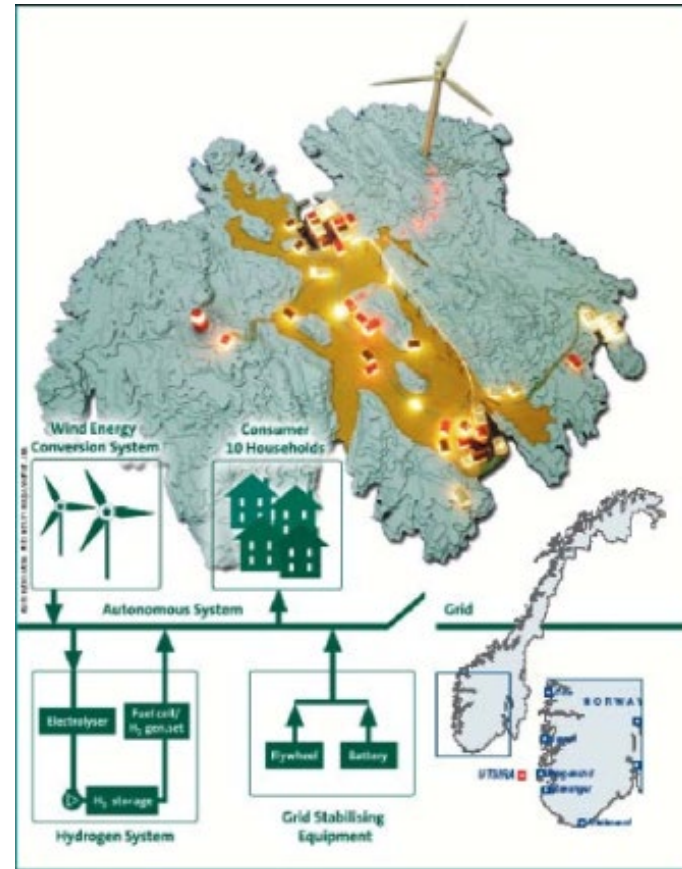 Wind Energy
Conversion System
Consumer
10 Households
Autonomous System
Grid
Electrolyser
Fuel cell/
H₂ gen.set
H₂ storage
Hydrogen System
Flywheel
Battery
Grid Stabilising
Equipment
NORWAY
UTSIRA